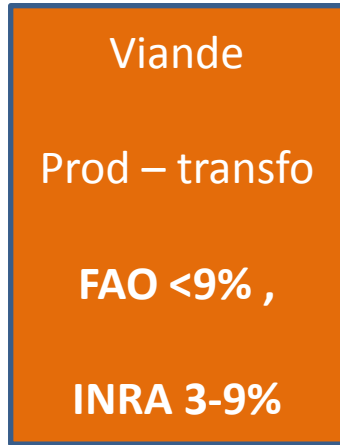 Viande
Prod – transfo
FAO <9% ,
INRA 3-9%